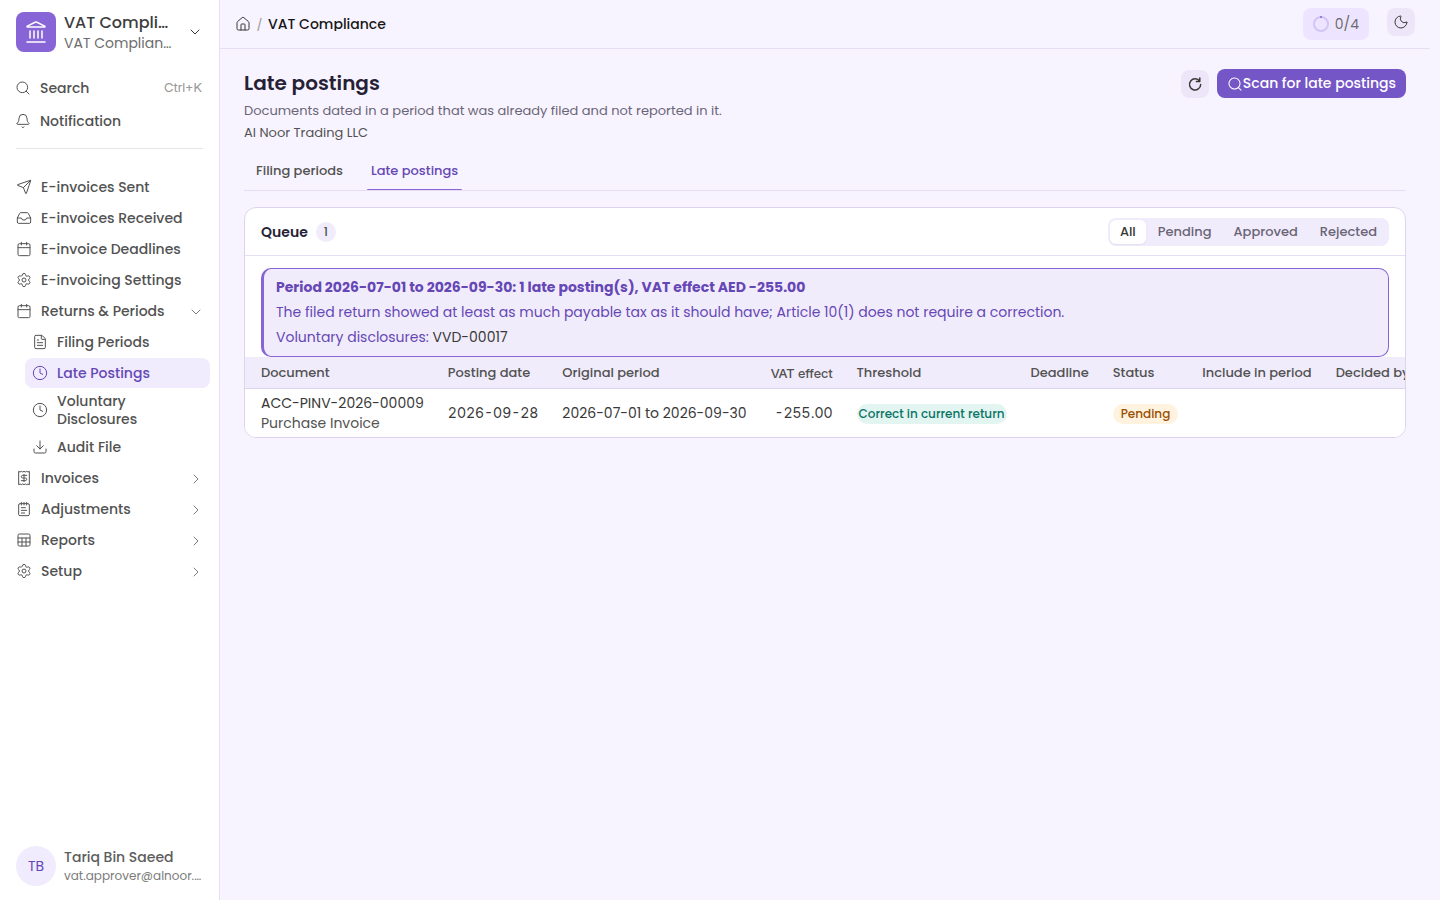 VAT Compli...
VAT Complian...
Search
Ctrl+K
Notification
E-invoices Sent
E-invoices Received
E-invoice Deadlines
E-invoicing Settings
Returns & Periods
Filing Periods
Late Postings
Voluntary
Disclosures
Audit File
Invoices
Adjustments
Reports
Setup
TB
Tariq Bin Saeed
vat.approver@alnoor....
/ VAT Compliance
0/4
Late postings
Scan for late postings
Documents dated in a period that was already filed and not reported in it.
Al Noor Trading LLC
Filing periods
Late postings
Queue 1
All
Pending
Approved
Rejected
Period 2026-07-01 to 2026-09-30: 1 late posting(s), VAT effect AED -255.00
The filed return showed at least as much payable tax as it should have; Article 10(1) does not require a correction.
Voluntary disclosures: VVD-00017
Document
Posting date
Original period
VAT effect
Threshold
Deadline
Status
Include in period
Decided by
ACC-PINV-2026-00009
Purchase Invoice
2026-09-28
2026-07-01 to 2026-09-30
-255.00
Correct in current return
Pending